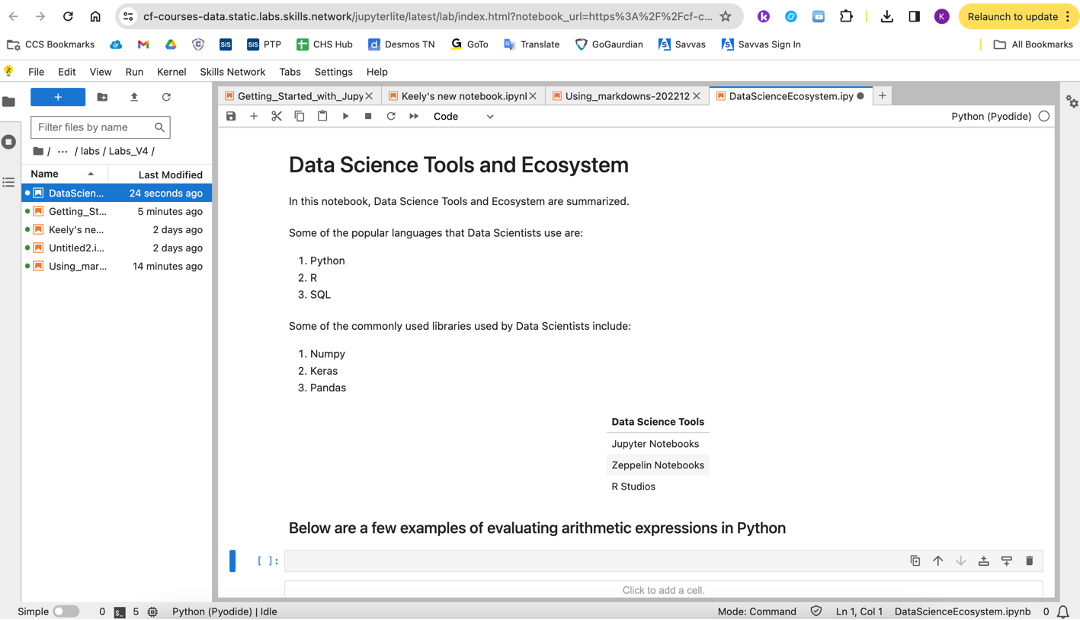 cf-courses-data.static.labs.skills.network/jupyterlite/latest/lab/index.html?notebook_url=https%3A%2F%2Fcf-c... K Relaunch to update
CCS Bookmarks SIS SIS PTP CHS Hub d Desmos TN G GoTo Translate GoGaurdian Savvas Savvas Sign In All Bookmarks
File Edit View Run Kernel Skills Network Tabs Settings Help
+ Getting_Started_with_Jupy Keely's new notebook.ipynl Using_markdowns-202212 DataScienceEcosystem.ipy +
Code Python (Pyodide)
Filter files by name
/ ... / labs / Labs_V4 /
Name Last Modified
DataScien... 24 seconds ago
Getting_St... 5 minutes ago
Keely's ne... 2 days ago
Untitled2.i... 2 days ago
Using_mar... 14 minutes ago
Data Science Tools and Ecosystem
In this notebook, Data Science Tools and Ecosystem are summarized.
Some of the popular languages that Data Scientists use are:
1. Python
2. R
3. SQL
Some of the commonly used libraries used by Data Scientists include:
1. Numpy
2. Keras
3. Pandas
Data Science Tools
Jupyter Notebooks
Zeppelin Notebooks
R Studios
Below are a few examples of evaluating arithmetic expressions in Python
[ ]:
Click to add a cell.
Simple 0 5 Python (Pyodide) | Idle Mode: Command Ln 1, Col 1 DataScienceEcosystem.ipynb 0